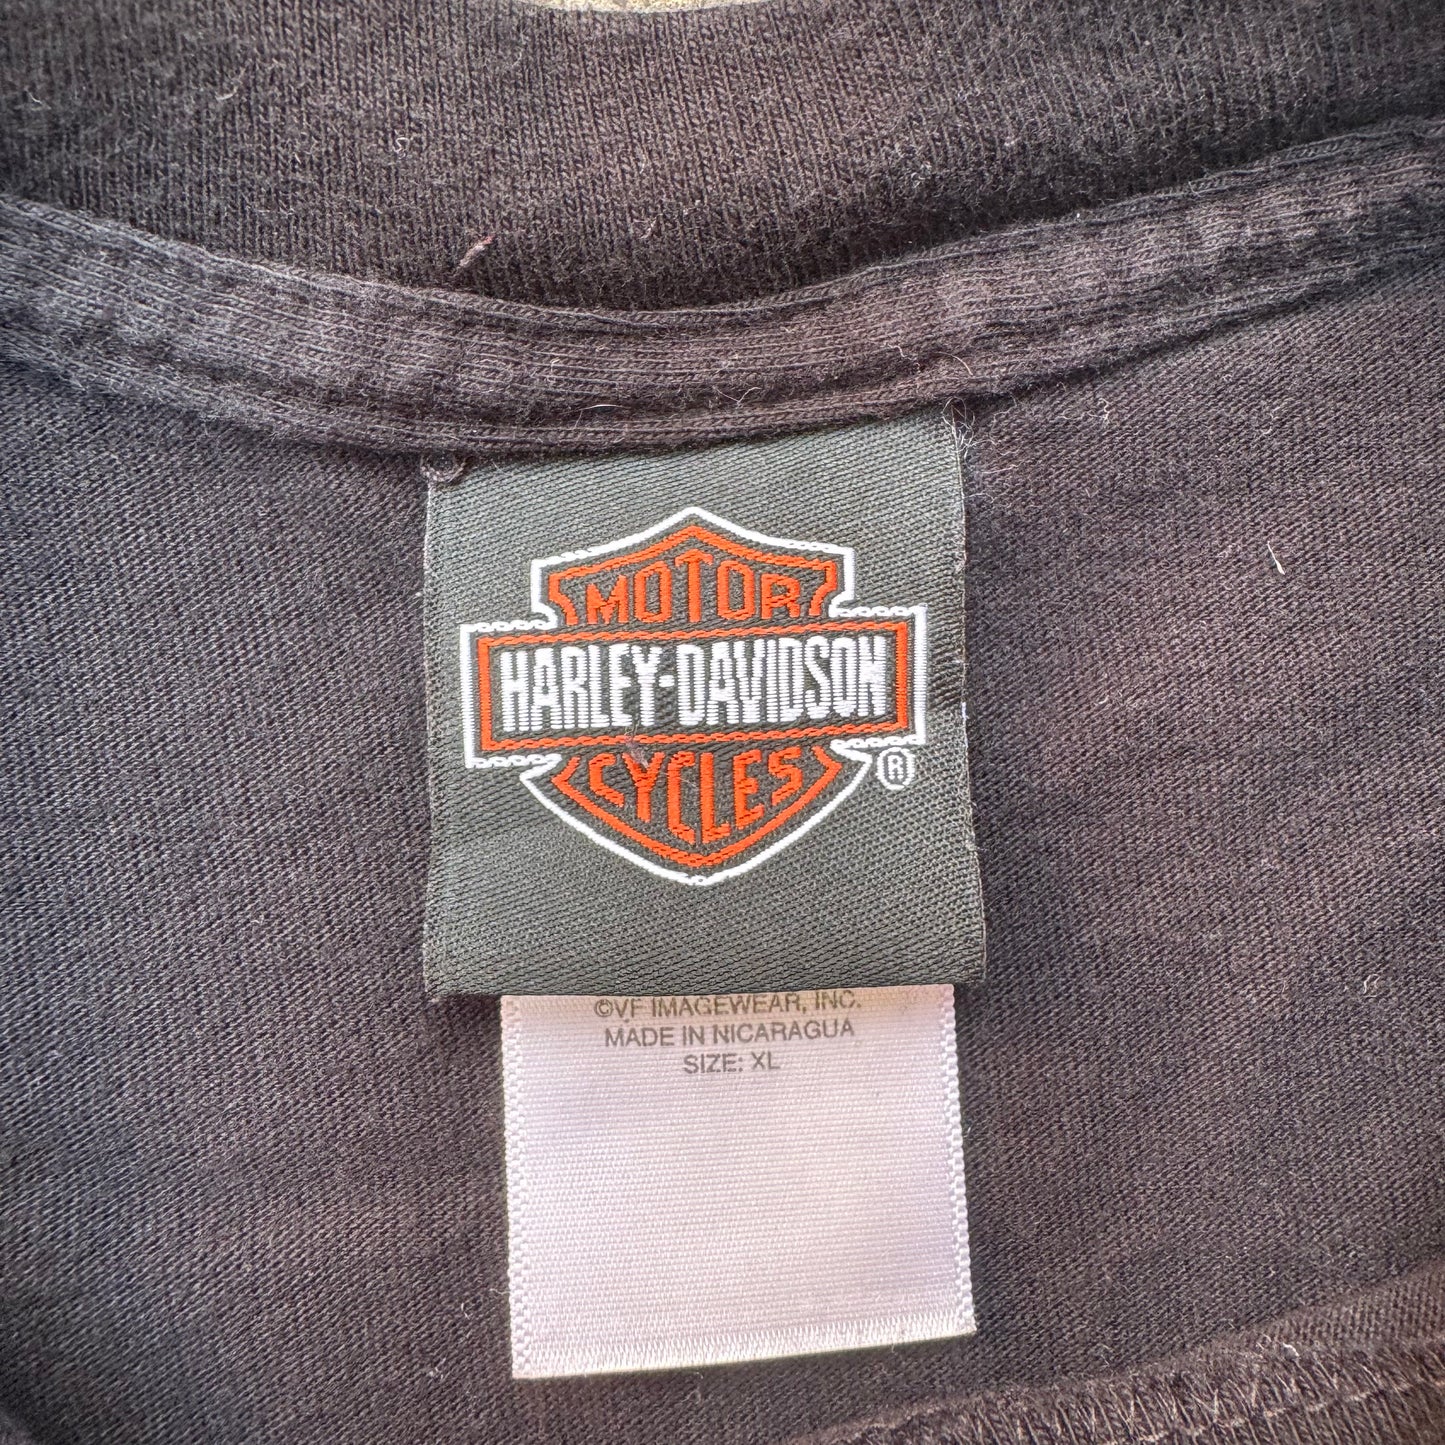 MOTOR
HARLEY-DAVIDSON
CYCLES
®
©VF IMAGEWEAR, INC.
MADE IN NICARAGUA
SIZE: XL